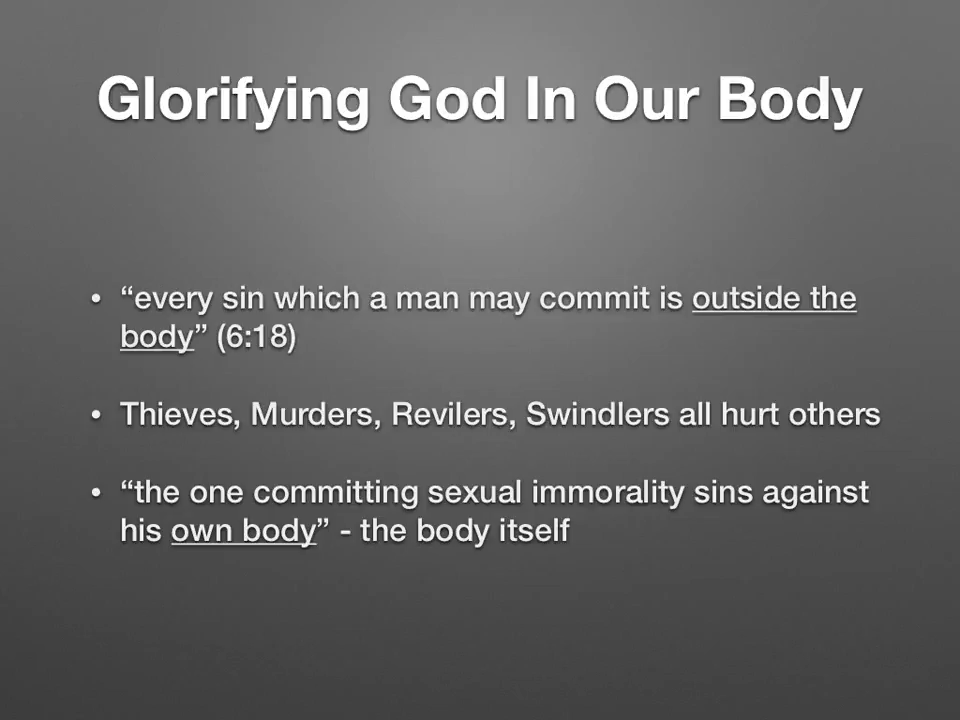 Glorifying God In Our Body
• “every sin which a man may commit is outside the
body” (6:18)
• Thieves, Murders, Revilers, Swindlers all hurt others
• “the one committing sexual immorality sins against
his own body” - the body itself